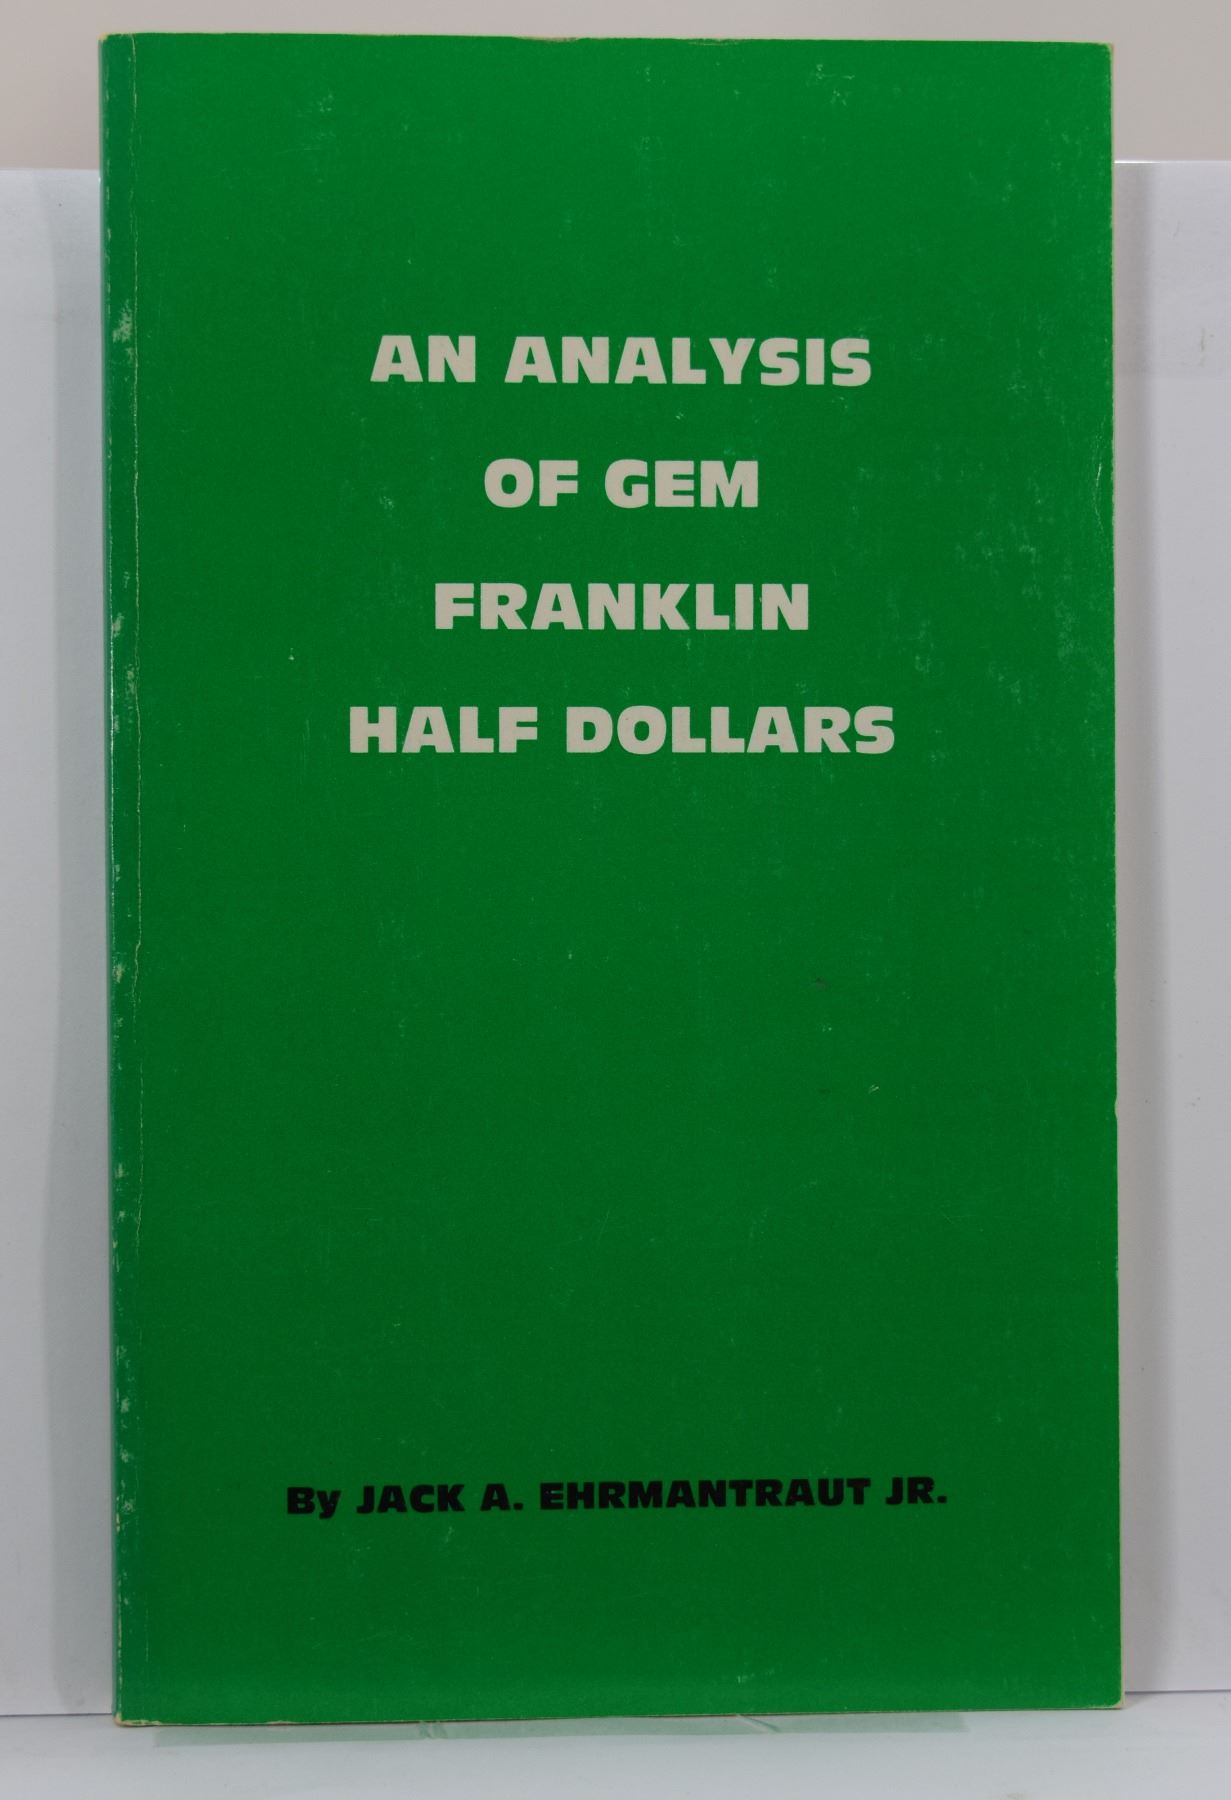 AN ANALYSIS
OF GEM
FRANKLIN
HALF DOLLARS
By JACK A. EHRMANTRAUT JR.